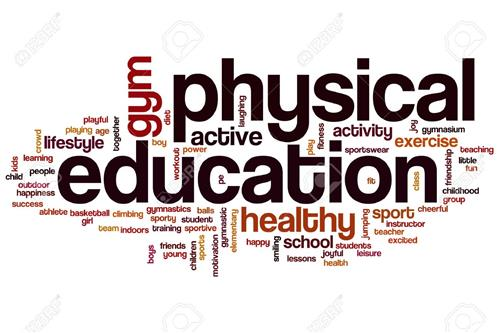 physical
gym
diet
laughing
together
playful
playing age
crowd
lifestyle
boy
active
play
fitness
activity
joy
gymnasium
exercise
kids
learning
workout
power
sportswear
friendship
teaching
child
people
education
little
fun
outdoor
happiness
pe
fit
class
childhood
success
group
athlete
basketball
climbing
gymnastics
balls
healthy
jumping
sport
cheerful
girl
sporty
student
gymnastic
instructor
team
indoors
training
sportive
elementary
teacher
boys
friends
sports
motivation
happy
smiling
school
students
excited
young
children
lessons
joyful
leisure
health
123RF